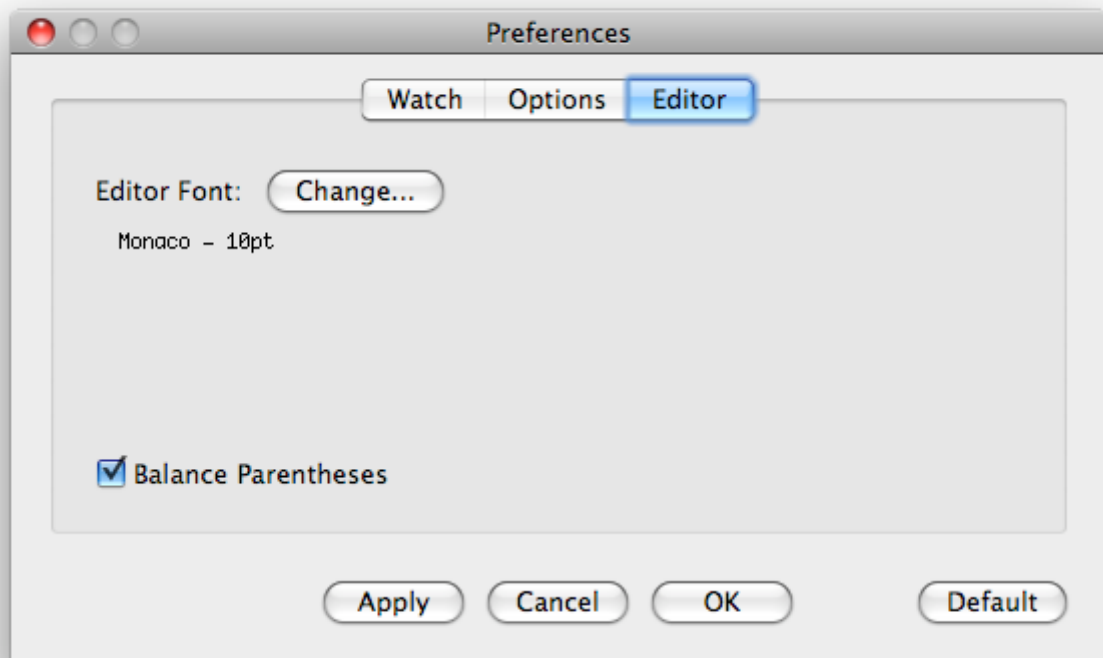 Preferences
Watch Options Editor
Editor Font: Change...
Monaco - 10pt
Balance Parentheses
Apply Cancel OK Default